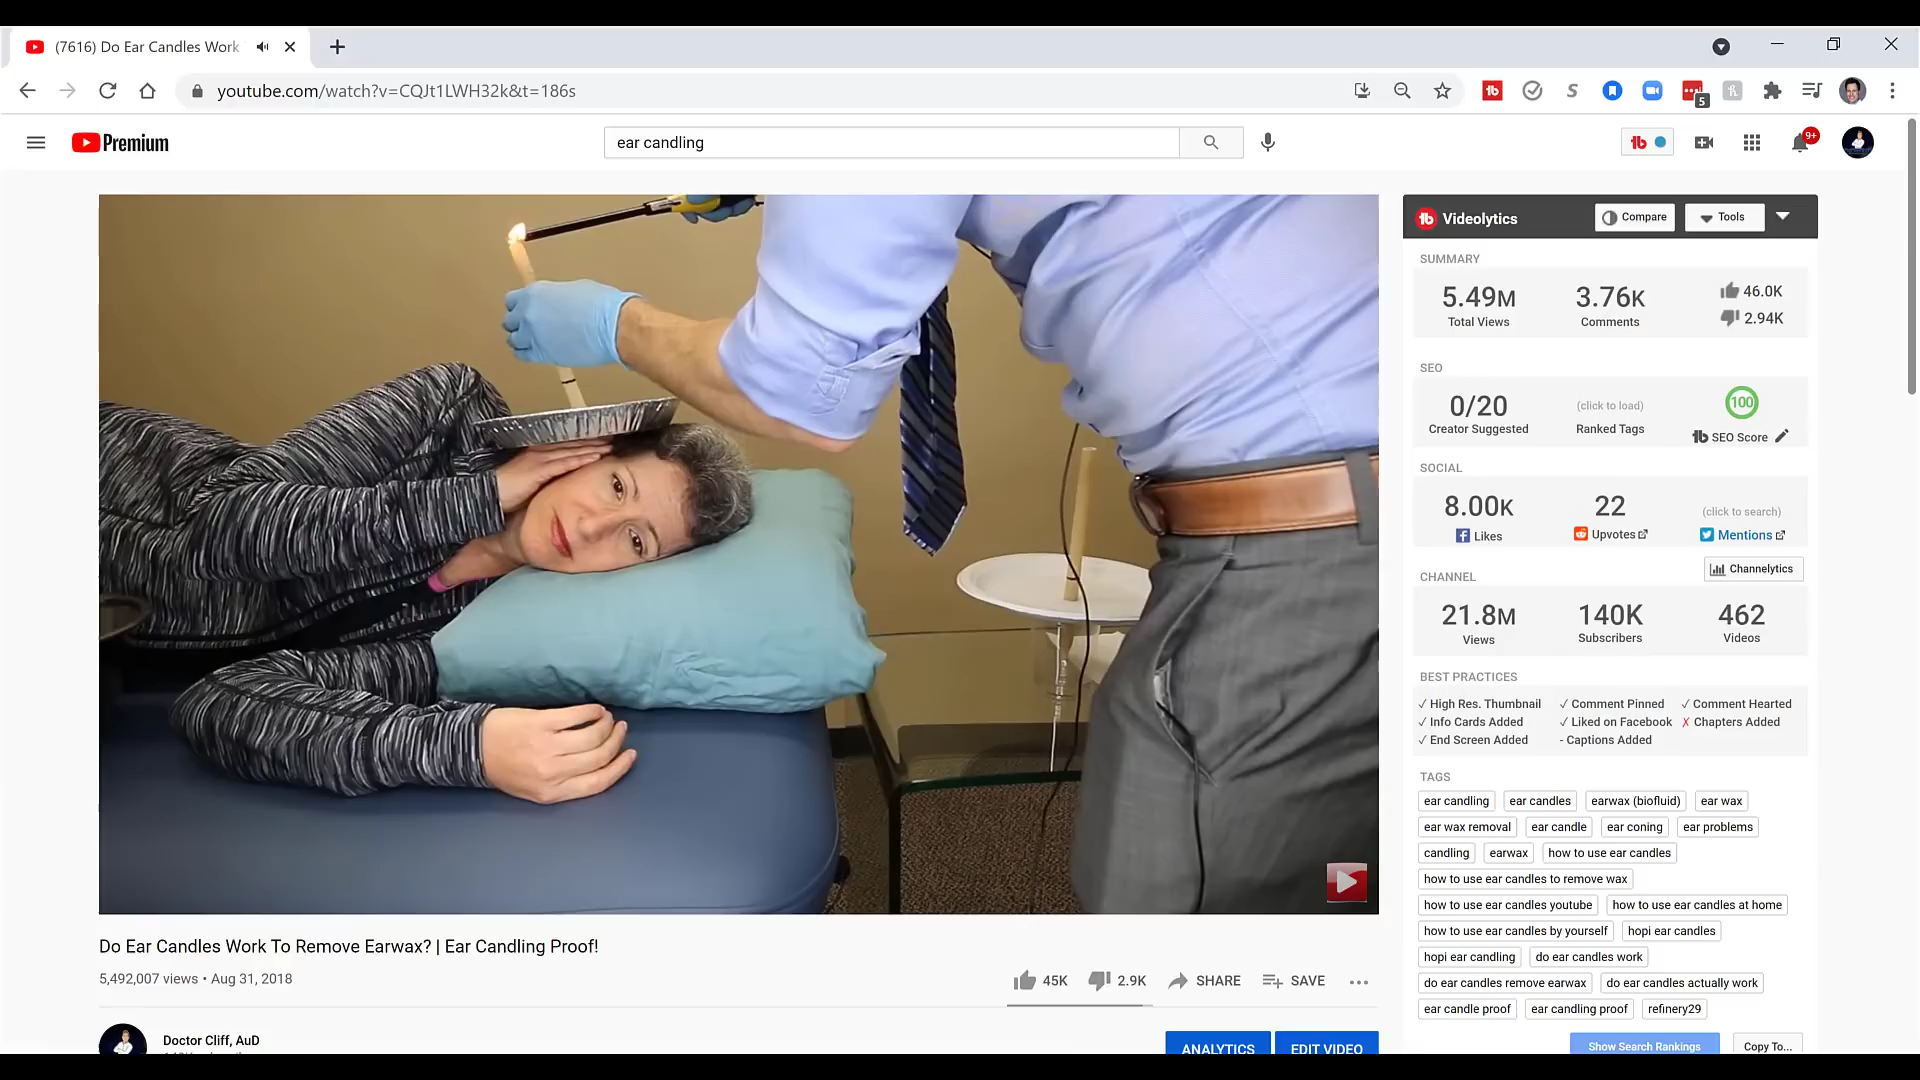 (7616) Do Ear Candles Work
youtube.com/watch?v=CQJt1LWH32k&t=186s
5
Premium
ear candling
9+
Videolytics
Compare
Tools
SUMMARY
5.49M
Total Views
3.76K
Comments
46.0K
2.94K
SEO
0/20
Creator Suggested
(click to load)
Ranked Tags
100
SEO Score
SOCIAL
8.00K
Likes
22
Upvotes
(click to search)
Mentions
CHANNEL
Channelytics
21.8M
Views
140K
Subscribers
462
Videos
BEST PRACTICES
✓ High Res. Thumbnail ✓ Comment Pinned ✓ Comment Hearted
✓ Info Cards Added ✓ Liked on Facebook ✗ Chapters Added
✓ End Screen Added - Captions Added
TAGS
ear candling ear candles earwax (biofluid) ear wax
ear wax removal ear candle ear coning ear problems
candling earwax how to use ear candles
how to use ear candles to remove wax
how to use ear candles youtube how to use ear candles at home
how to use ear candles by yourself hopi ear candles
hopi ear candling do ear candles work
do ear candles remove earwax do ear candles actually work
ear candle proof ear candling proof refinery29
Show Search Rankings Copy To...
Do Ear Candles Work To Remove Earwax? | Ear Candling Proof!
5,492,007 views • Aug 31, 2018
45K 2.9K SHARE SAVE
Doctor Cliff, AuD
ANALYTICS EDIT VIDEO